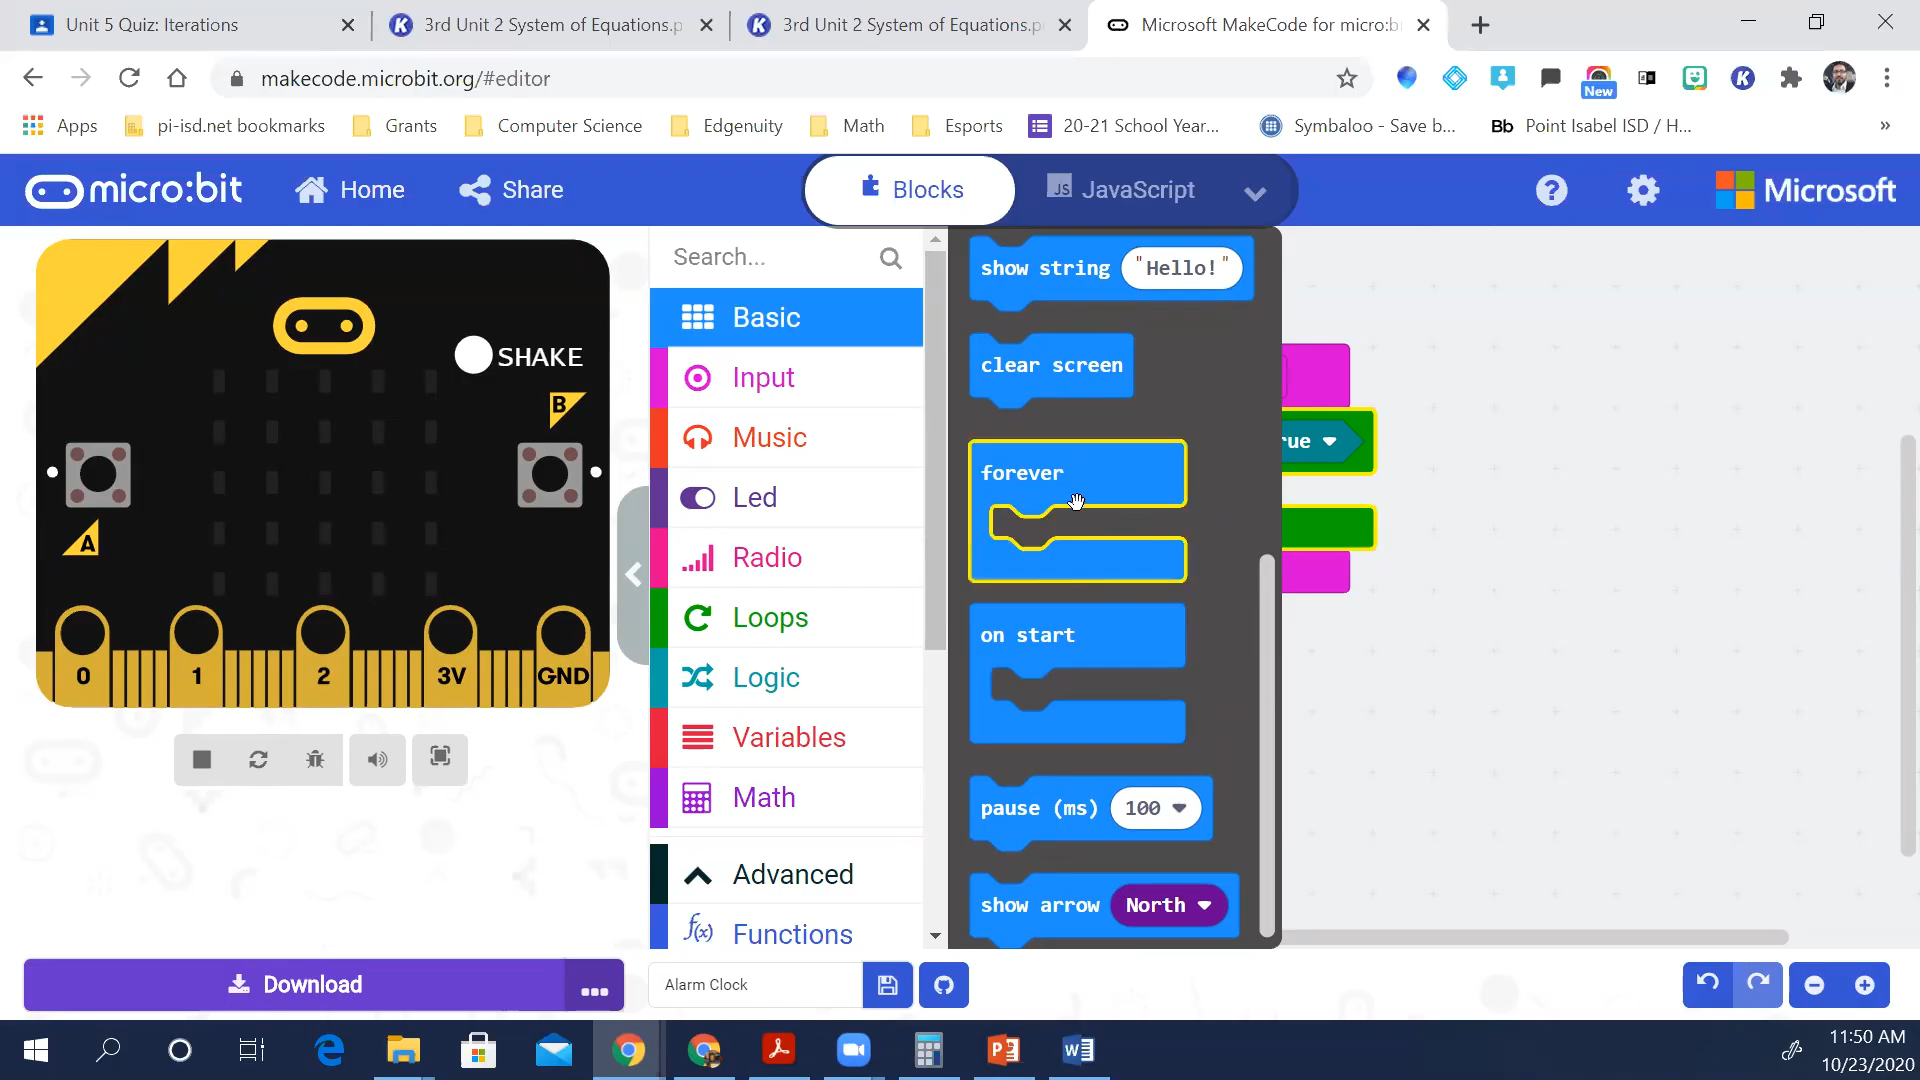 Unit 5 Quiz: Iterations
3rd Unit 2 System of Equations.p
3rd Unit 2 System of Equations.p
Microsoft MakeCode for micro:b
makecode.microbit.org/#editor
New
Apps
pi-isd.net bookmarks
Grants
Computer Science
Edgenuity
Math
Esports
20-21 School Year...
Symbaloo - Save b...
Bb Point Isabel ISD / H...
»
micro:bit
Home
Share
Blocks
JS JavaScript
?
Microsoft
SHAKE
B
A
0
1
2
3V
GND
Search...
Basic
Input
Music
Led
Radio
Loops
Logic
Variables
Math
Advanced
f(x) Functions
show string "Hello!"
clear screen
forever
on start
pause (ms) 100
show arrow North
rue
Download
...
Alarm Clock
11:50 AM
10/23/2020